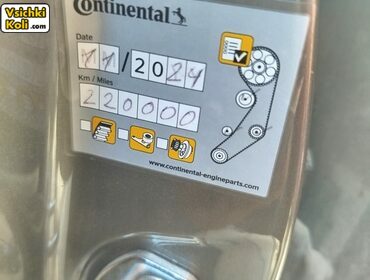 Vsichki
Koli.com
Continental
Date
11/2024
Km / Miles
220000
www.continental-engineparts.com